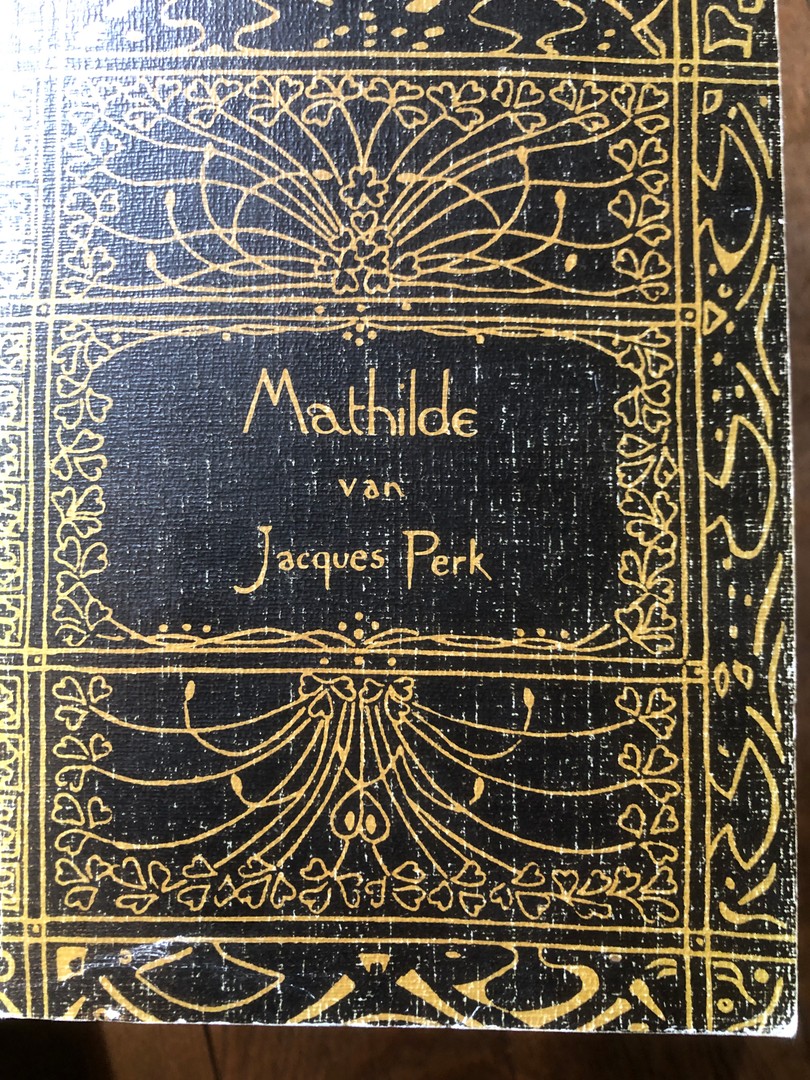 Mathilde
van
Jacques Perk